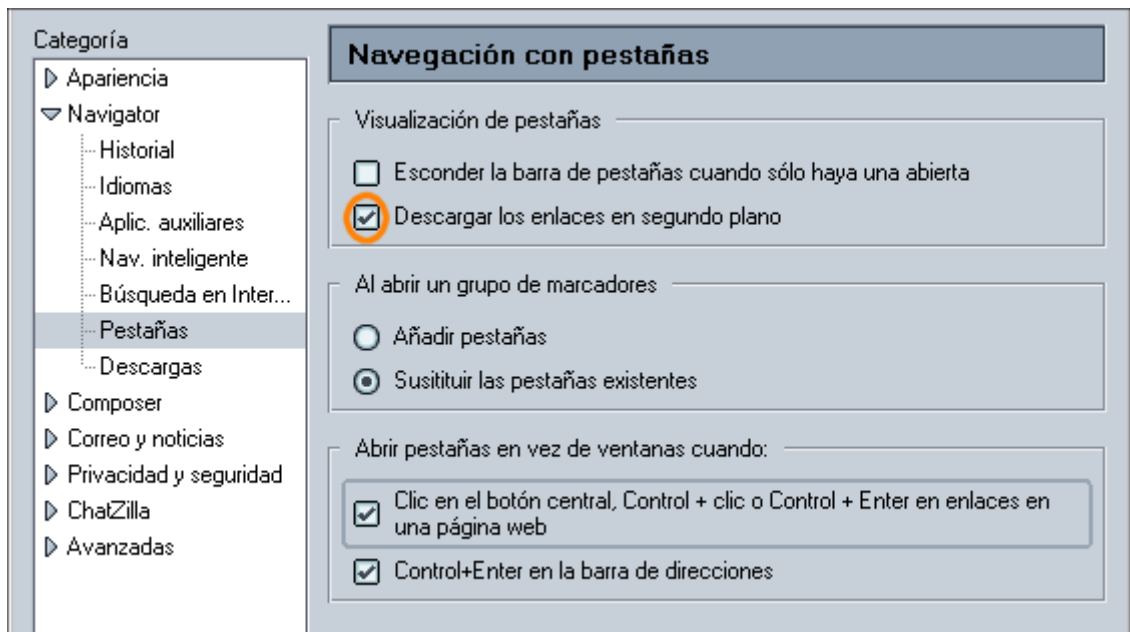 Categoría
Apariencia
Navigator
Historial
Idiomas
Aplic. auxiliares
Nav. inteligente
Búsqueda en Inter...
Pestañas
Descargas
Composer
Correo y noticias
Privacidad y seguridad
ChatZilla
Avanzadas
Navegación con pestañas
Visualización de pestañas
Esconder la barra de pestañas cuando sólo haya una abierta
Descargar los enlaces en segundo plano
Al abrir un grupo de marcadores
Añadir pestañas
Susitituir las pestañas existentes
Abrir pestañas en vez de ventanas cuando:
Clic en el botón central, Control + clic o Control + Enter en enlaces en
una página web
Control+Enter en la barra de direcciones